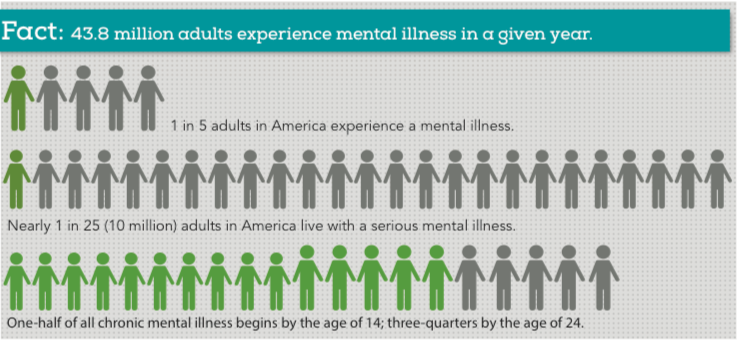 Fact: 43.8 million adults experience mental illness in a given year.
1 in 5 adults in America experience a mental illness.
Nearly 1 in 25 (10 million) adults in America live with a serious mental illness.
One-half of all chronic mental illness begins by the age of 14; three-quarters by the age of 24.